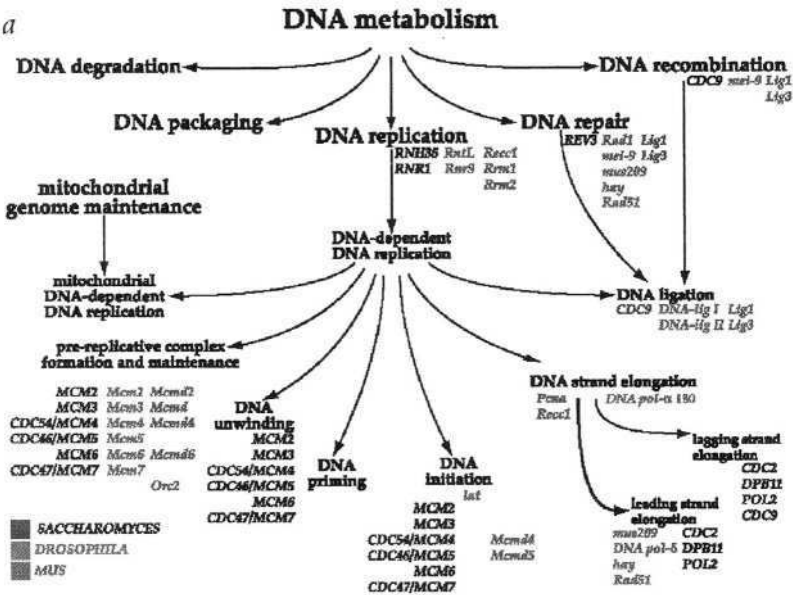 a
DNA metabolism
DNA degradation
DNA recombination
CDC9 mei-9 Lig1
Lig3
DNA packaging
DNA replication
RNH35 RntL Recc1
RNR1 Rnr9 Rrm1
Rrm2
DNA repair
REV3 Rad1 Lig1
mei-9 Lig3
mus209
hay
Rad51
mitochondrial
genome maintenance
DNA-dependent
DNA replication
mitochondrial
DNA-dependent
DNA replication
DNA ligation
CDC9 DNA-lig I Lig1
DNA-lig II Lig3
pre-replicative complex
formation and maintenance
MCM2 Mcm2 Mcmd2
MCM3 Mcm3 Mcmd
CDC54/MCM4 Mcm4 Mcmd4
CDC46/MCM5 Mcm5
MCM6 Mcm6 Mcmd6
CDC47/MCM7 Mcm7
Orc2
DNA
unwinding
MCM2
MCM3
CDC54/MCM4
CDC46/MCM5
MCM6
CDC47/MCM7
DNA
priming
DNA
initiation
lat
MCM2
MCM3
CDC54/MCM4 Mcmd4
CDC46/MCM5 Mcmd5
MCM6
CDC47/MCM7
DNA strand elongation
Pcna DNA pol-α 180
Recc1
lagging strand
elongation
CDC2
DPB11
POL2
CDC9
leading strand
elongation
mus209 CDC2
DNA pol-δ DPB11
hay POL2
Rad51
SACCHAROMYCES
DROSOPHILA
MUS